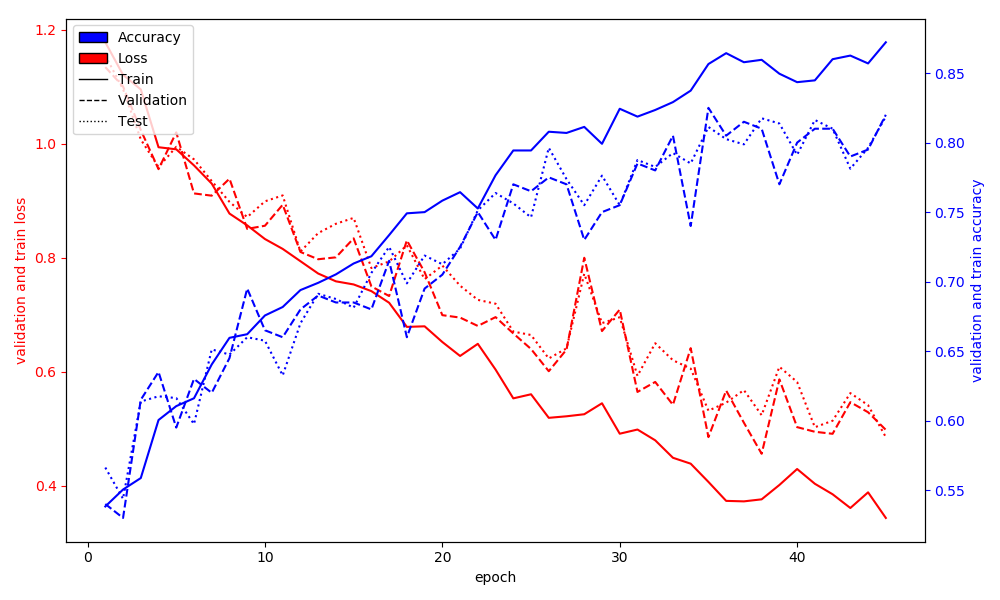 Accuracy
Loss
Train
Validation
Test
validation and train loss
1.2
1.0
0.8
0.6
0.4
0.85
0.80
0.75
0.70
0.65
0.60
0.55
validation and train accuracy
0 10 20 30 40
epoch